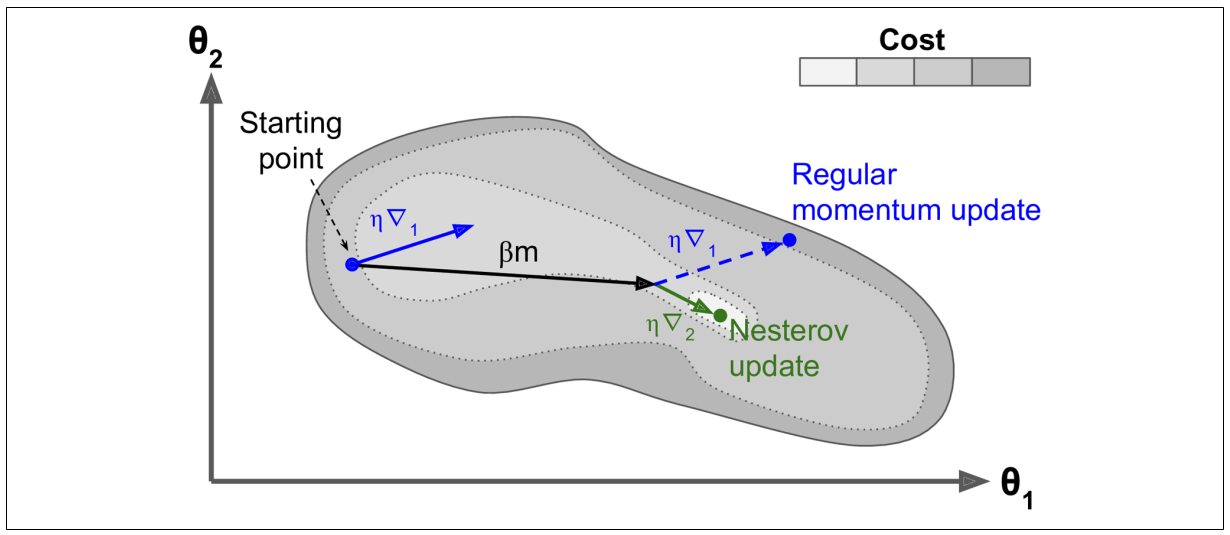 θ2
Cost
Starting
point
η∇1
βm
η∇1
Regular
momentum update
η∇2
Nesterov
update
θ1